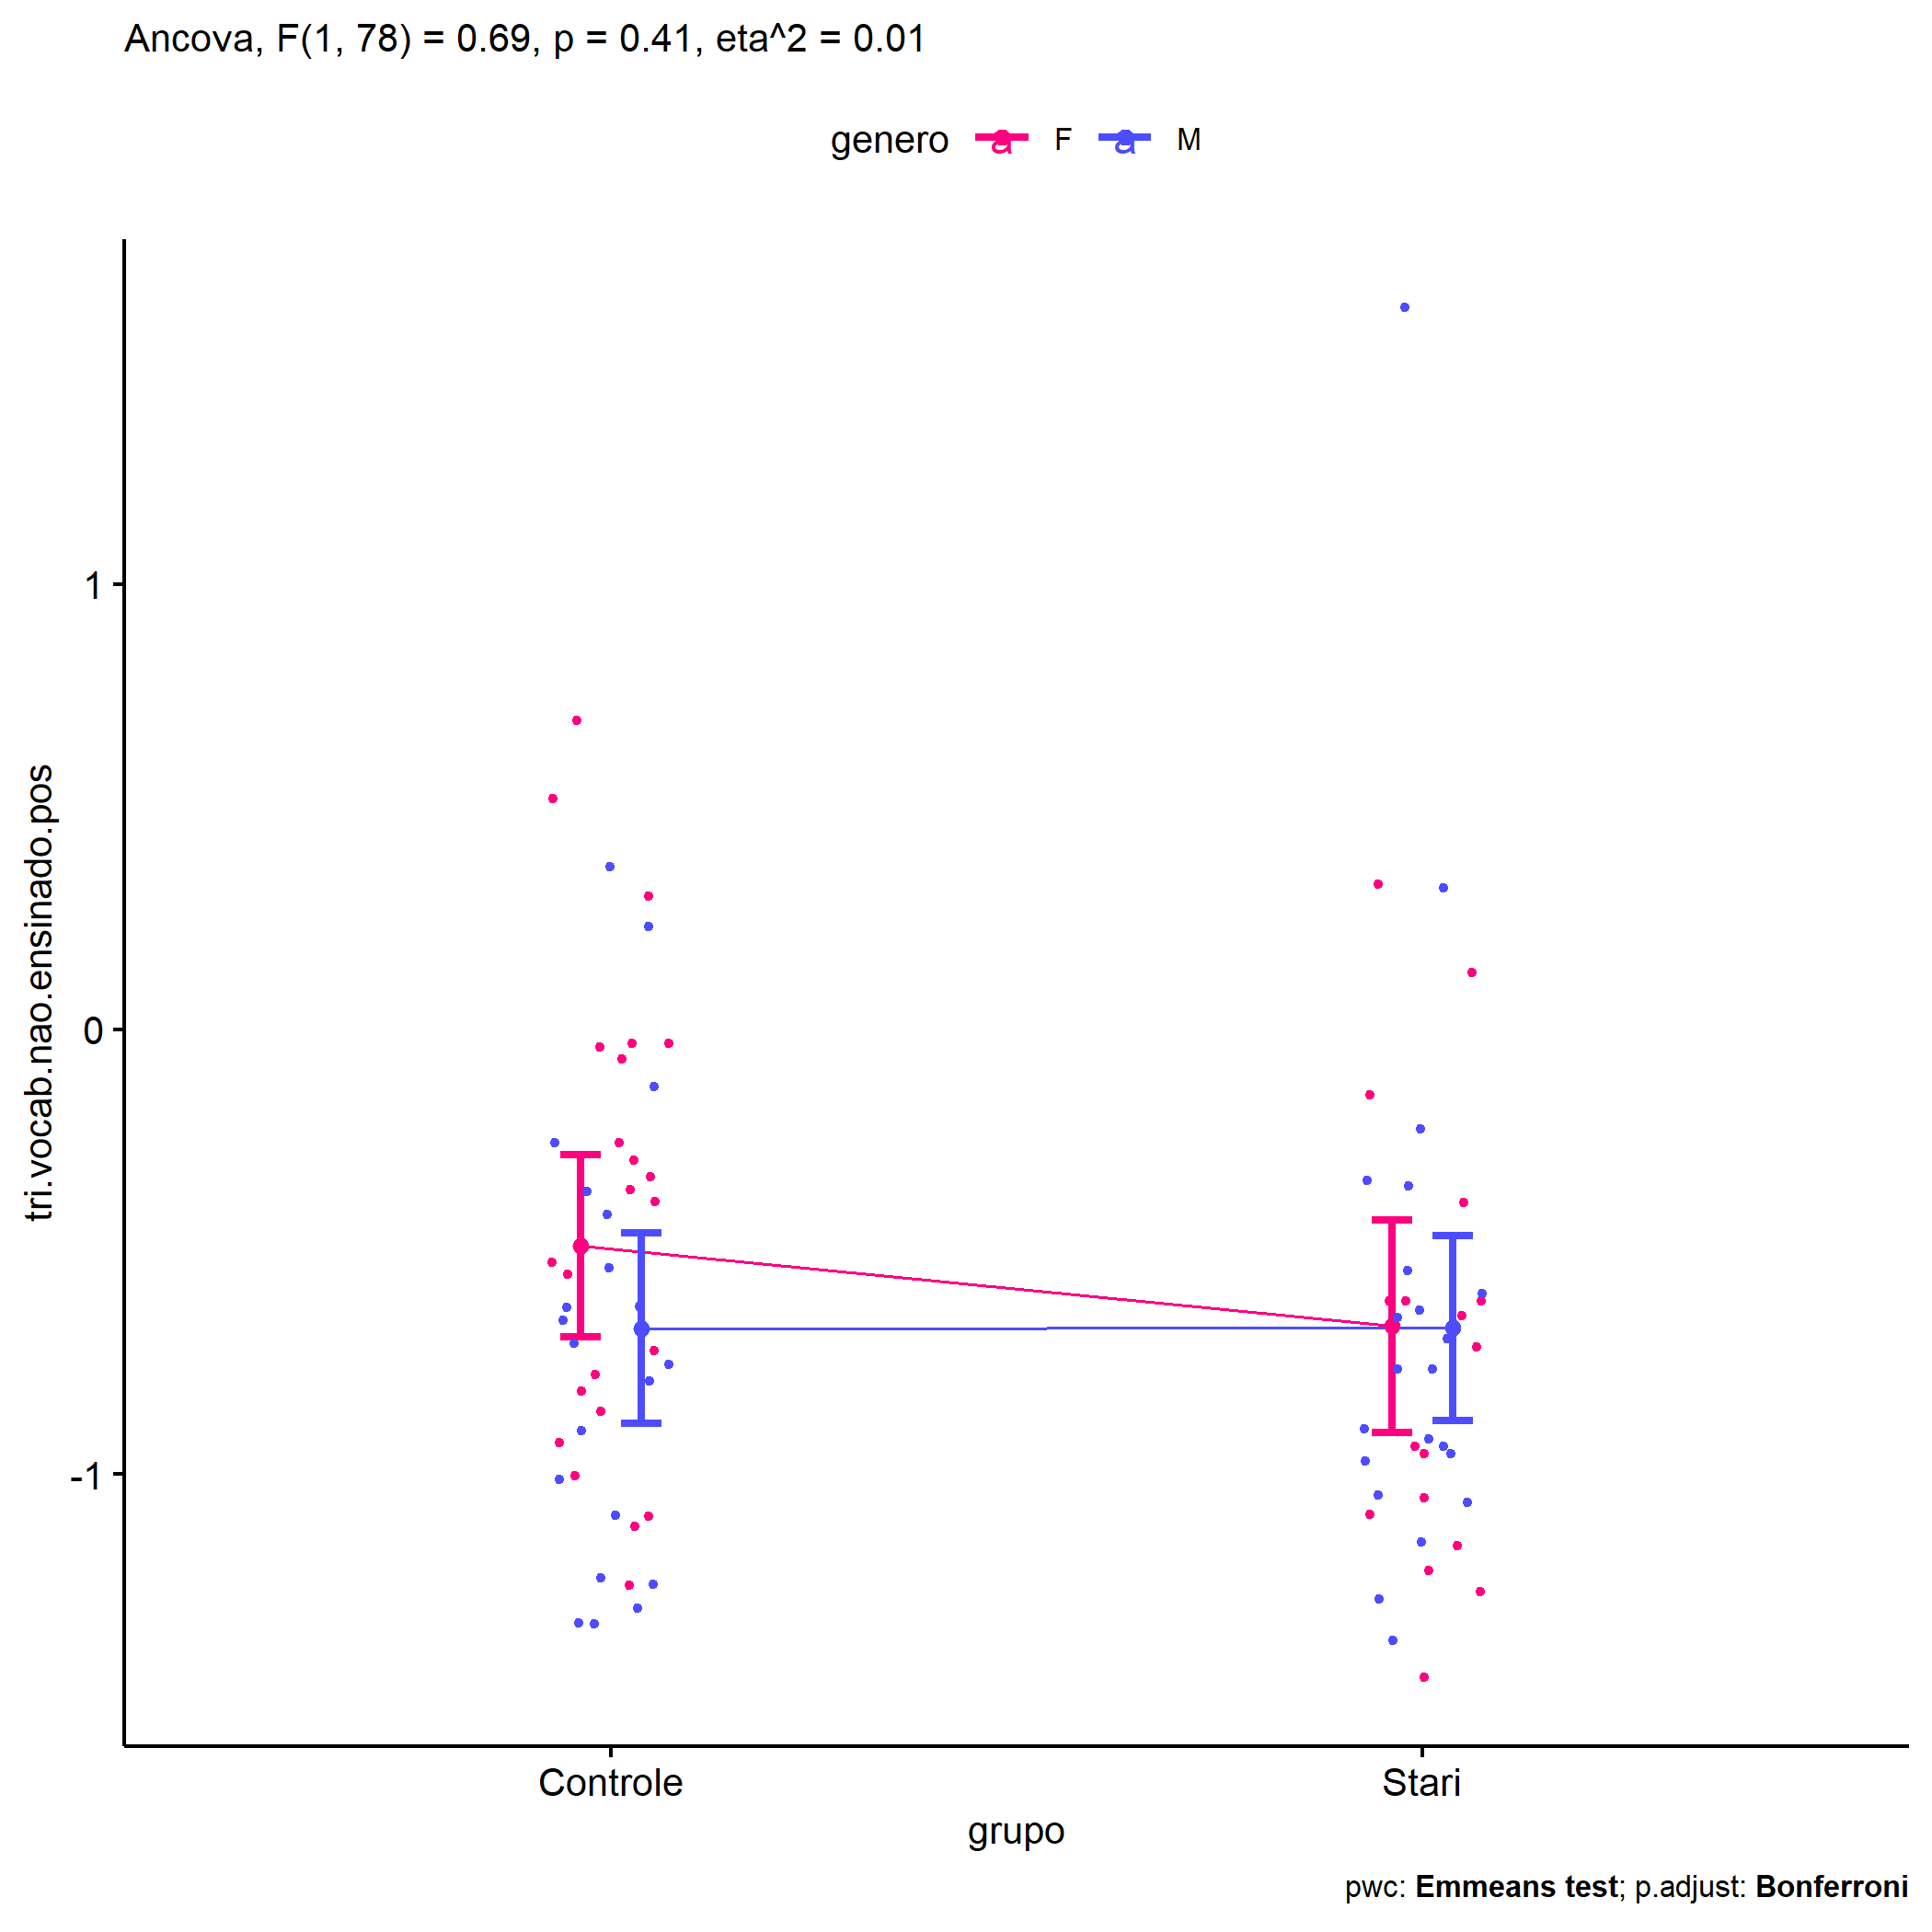 Ancova, F(1, 78) = 0.69, p = 0.41, eta^2 = 0.01
genero a F a M
tri.vocab.nao.ensinado.pos
1
0
-1
Controle Stari
grupo
pwc: Emmeans test; p.adjust: Bonferroni